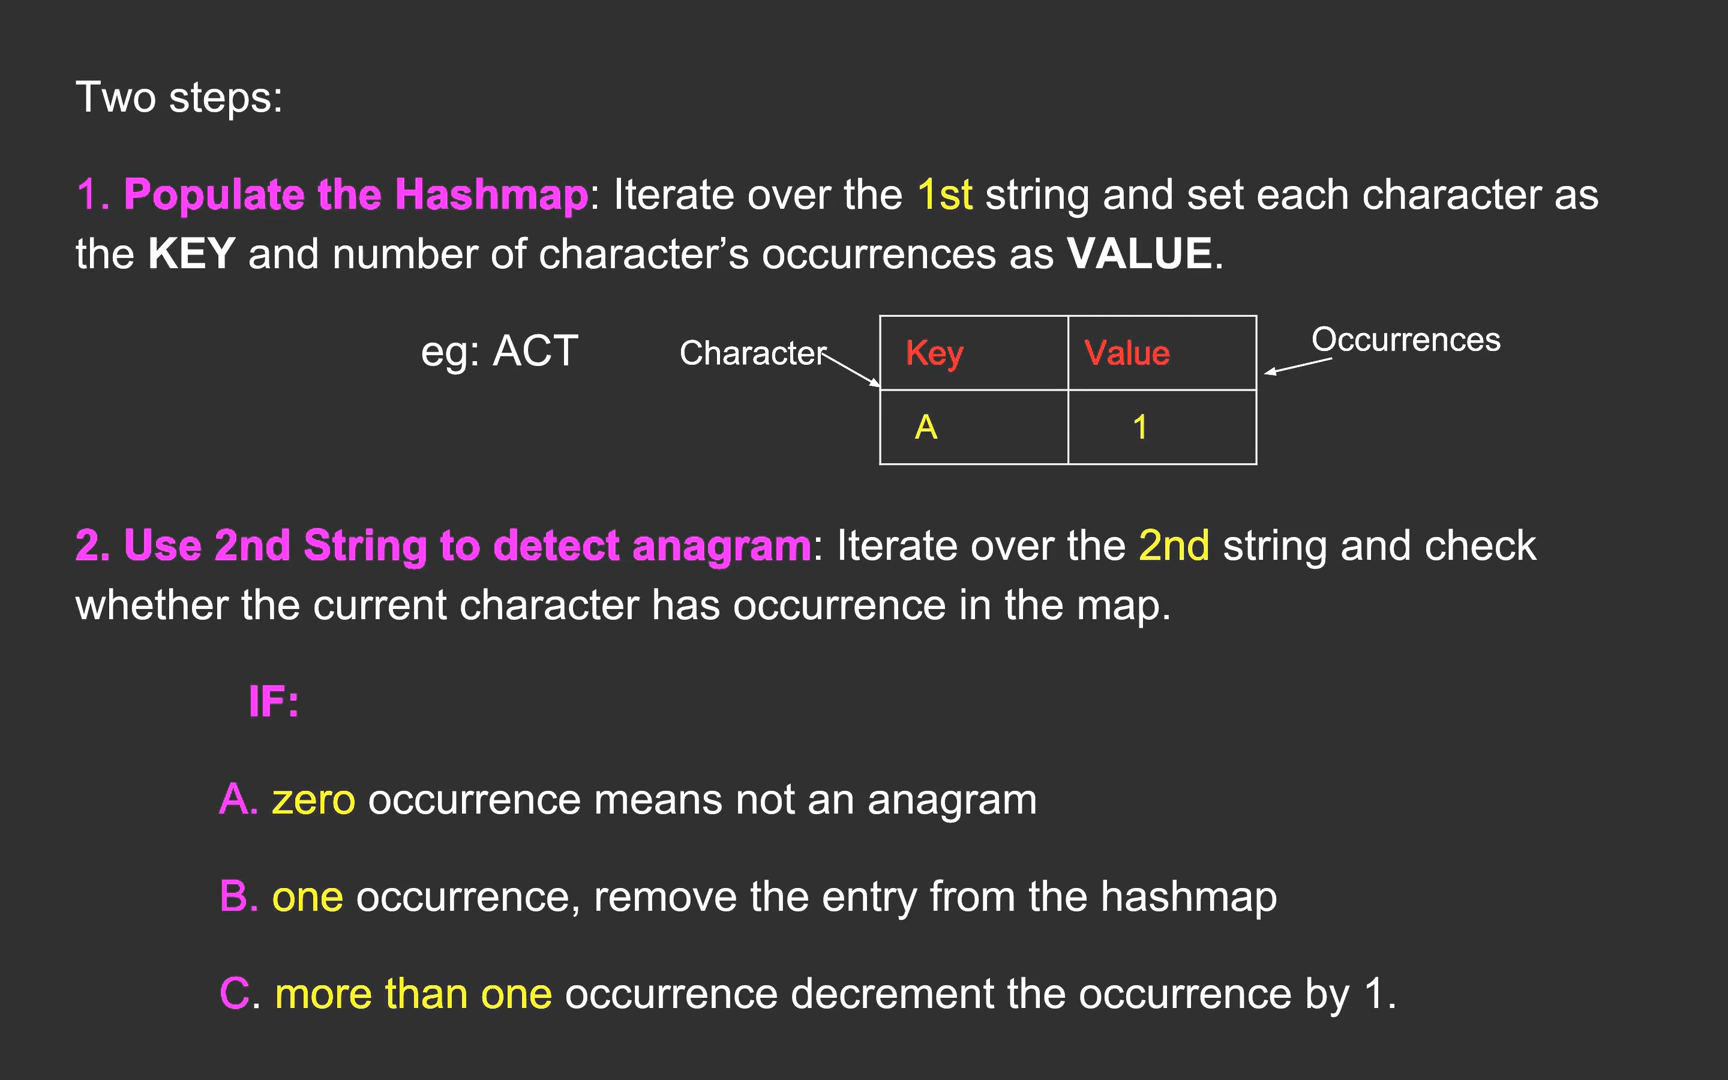 Two steps:
1. Populate the Hashmap: Iterate over the 1st string and set each character as
the KEY and number of character’s occurrences as VALUE.
eg: ACT
Character
Key Value
Occurrences
A 1
2. Use 2nd String to detect anagram: Iterate over the 2nd string and check
whether the current character has occurrence in the map.
IF:
A. zero occurrence means not an anagram
B. one occurrence, remove the entry from the hashmap
C. more than one occurrence decrement the occurrence by 1.